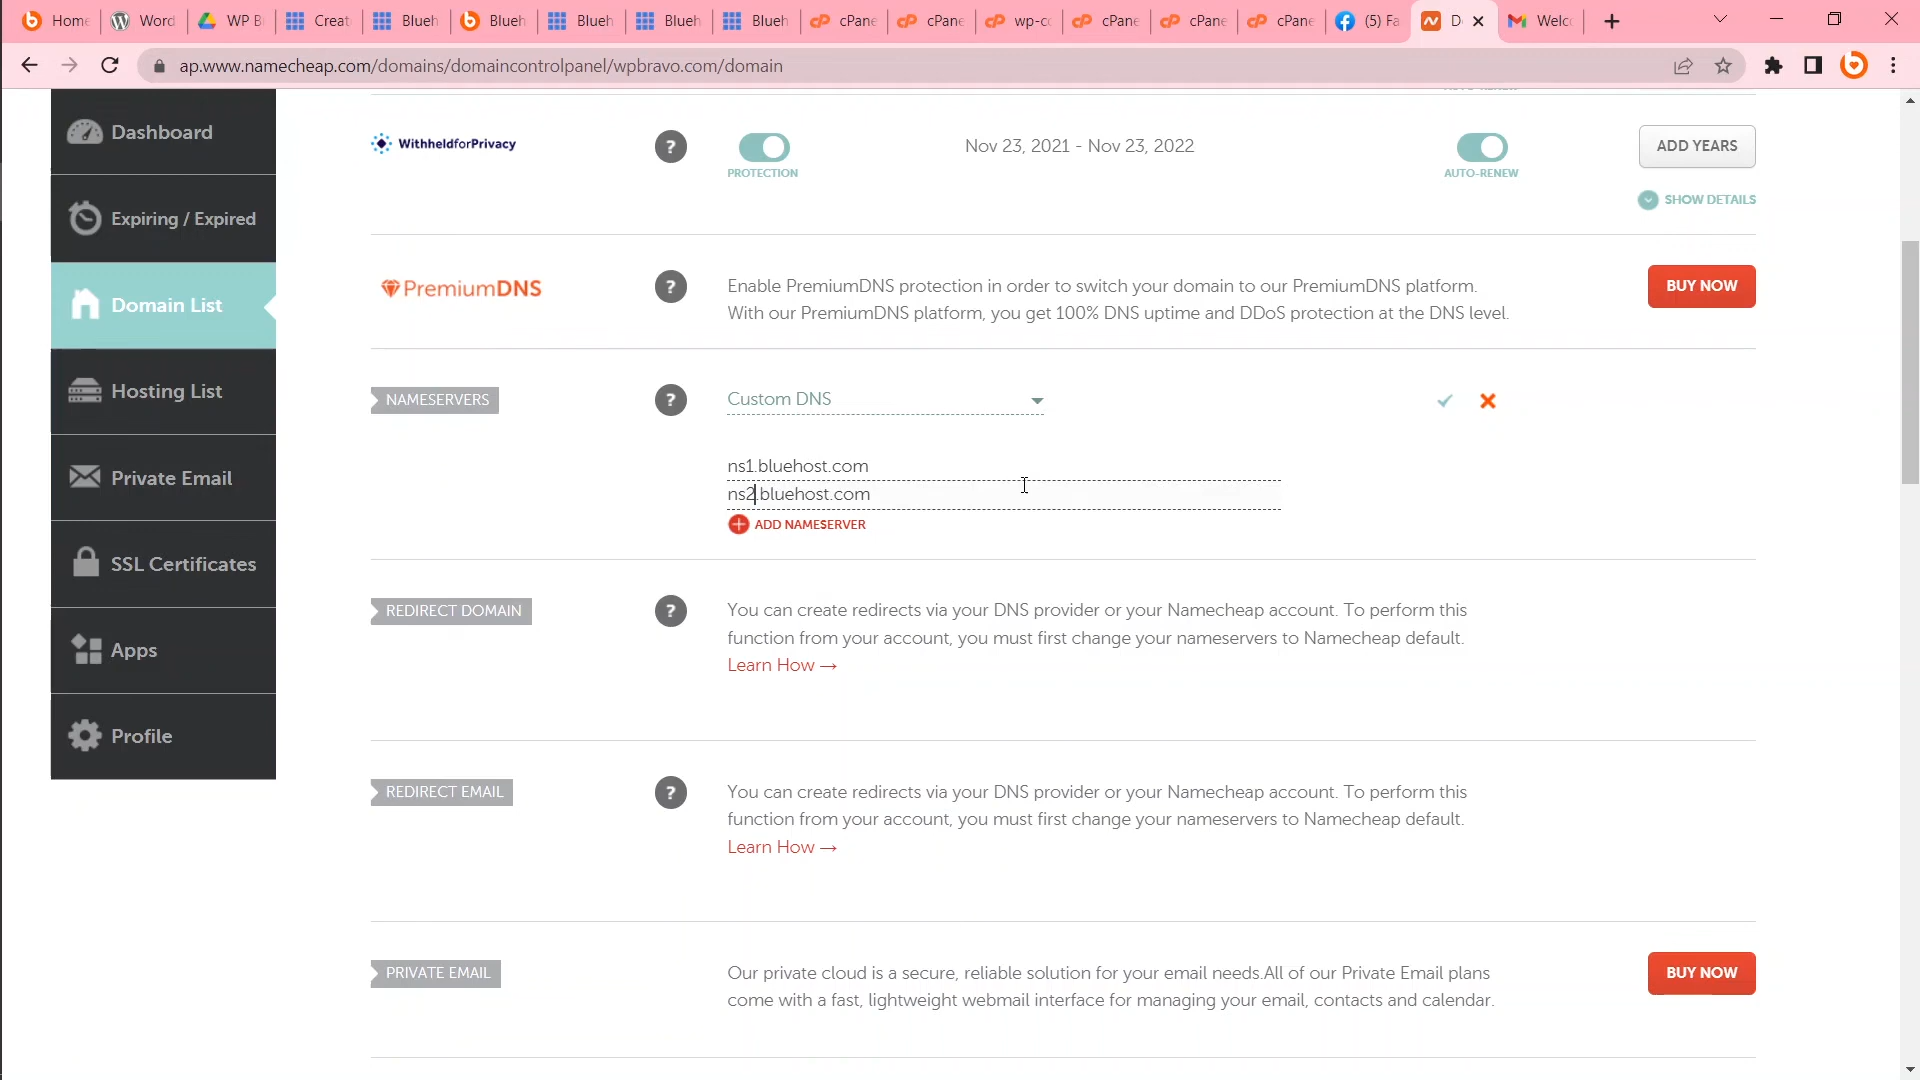 Home
Word
WP B
Creat
Blueh
Blueh
Blueh
Blueh
Blueh
cPane
cPane
wp-co
cPane
cPane
cPane
(5) Fa
D
Welc
ap.www.namecheap.com/domains/domaincontrolpanel/wpbravo.com/domain
Dashboard
Expiring / Expired
Domain List
Hosting List
Private Email
SSL Certificates
Apps
Profile
WithheldforPrivacy
?
PROTECTION
Nov 23, 2021 - Nov 23, 2022
AUTO-RENEW
ADD YEARS
SHOW DETAILS
PremiumDNS
?
Enable PremiumDNS protection in order to switch your domain to our PremiumDNS platform.
With our PremiumDNS platform, you get 100% DNS uptime and DDoS protection at the DNS level.
BUY NOW
NAMESERVERS
?
Custom DNS
ns1.bluehost.com
ns2.bluehost.com
ADD NAMESERVER
REDIRECT DOMAIN
?
You can create redirects via your DNS provider or your Namecheap account. To perform this
function from your account, you must first change your nameservers to Namecheap default.
Learn How →
REDIRECT EMAIL
?
You can create redirects via your DNS provider or your Namecheap account. To perform this
function from your account, you must first change your nameservers to Namecheap default.
Learn How →
PRIVATE EMAIL
Our private cloud is a secure, reliable solution for your email needs.All of our Private Email plans
come with a fast, lightweight webmail interface for managing your email, contacts and calendar.
BUY NOW